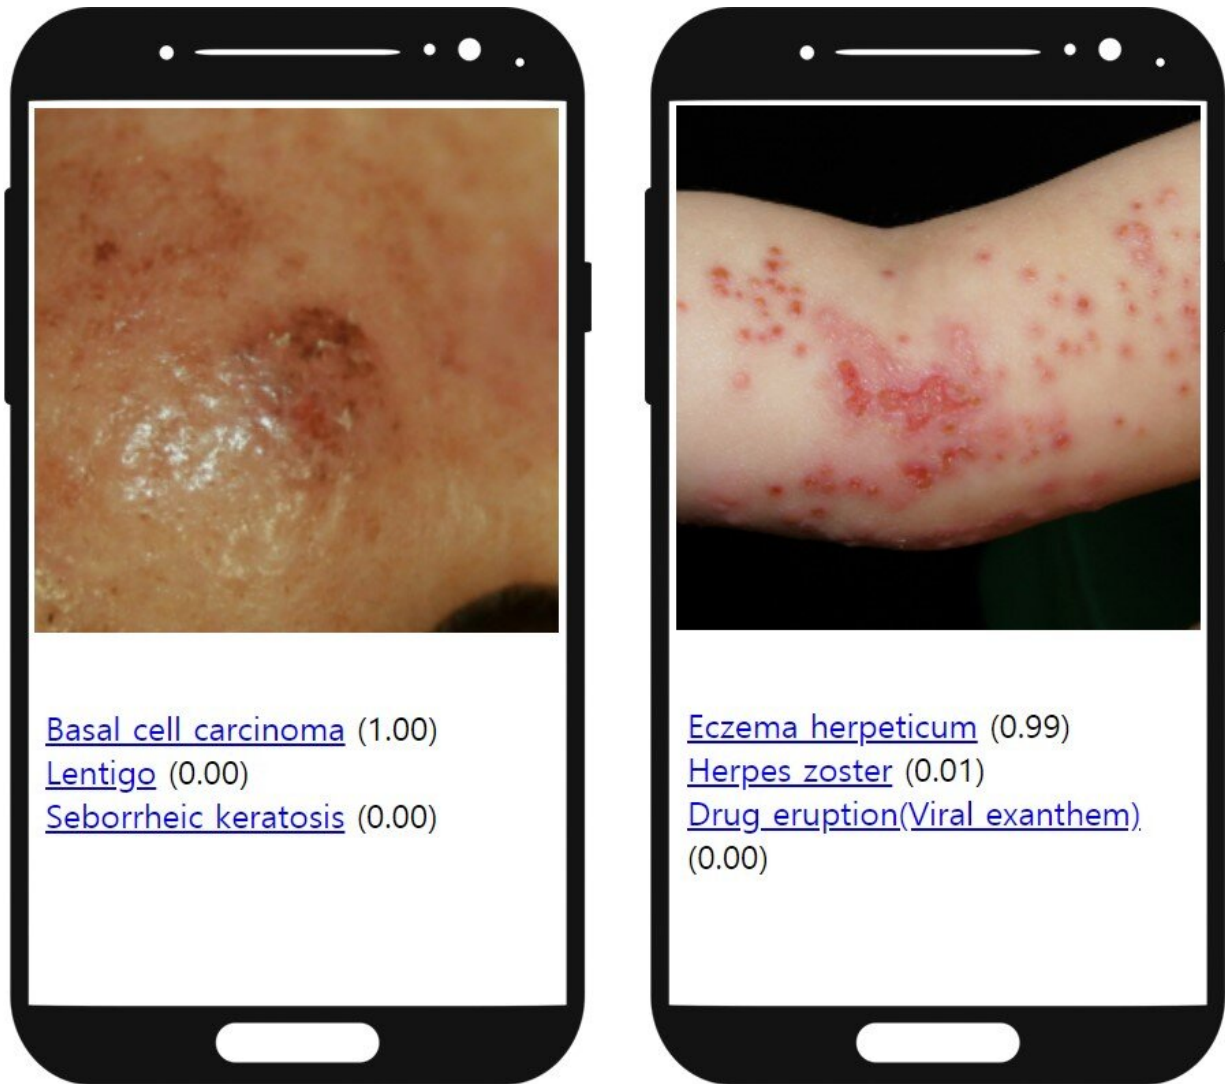 Basal cell carcinoma (1.00)
Lentigo (0.00)
Seborrheic keratosis (0.00)
Eczema herpeticum (0.99)
Herpes zoster (0.01)
Drug eruption(Viral exanthem)
(0.00)